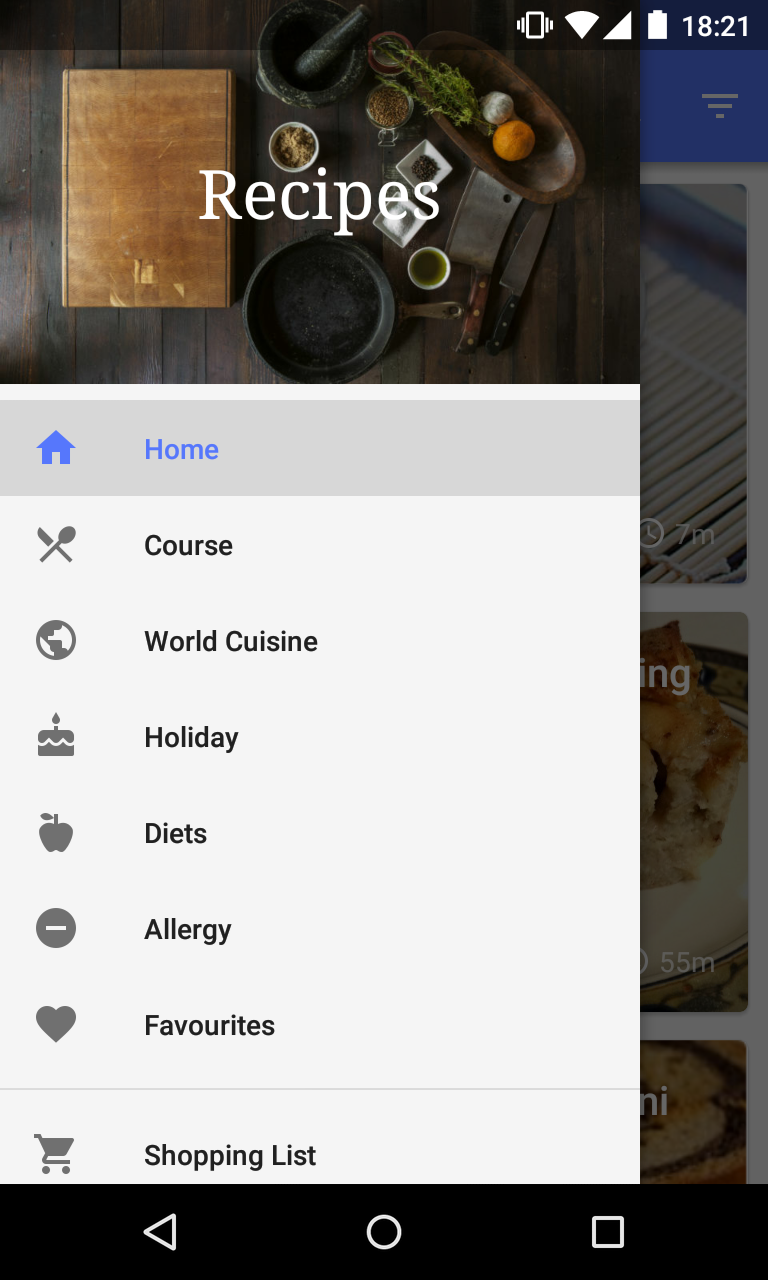 18:21
Recipes
Home
Course
7m
World Cuisine
ing
Holiday
Diets
Allergy
55m
Favourites
ni
Shopping List